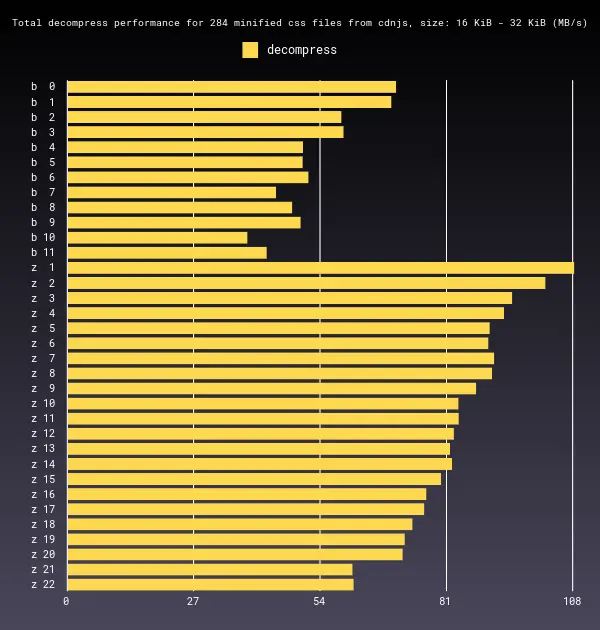 Total decompress performance for 284 minified css files from cdnjs, size: 16 KiB - 32 KiB (MB/s)
decompress
b 0
b 1
b 2
b 3
b 4
b 5
b 6
b 7
b 8
b 9
b 10
b 11
z 1
z 2
z 3
z 4
z 5
z 6
z 7
z 8
z 9
z 10
z 11
z 12
z 13
z 14
z 15
z 16
z 17
z 18
z 19
z 20
z 21
z 22
0 27 54 81 108